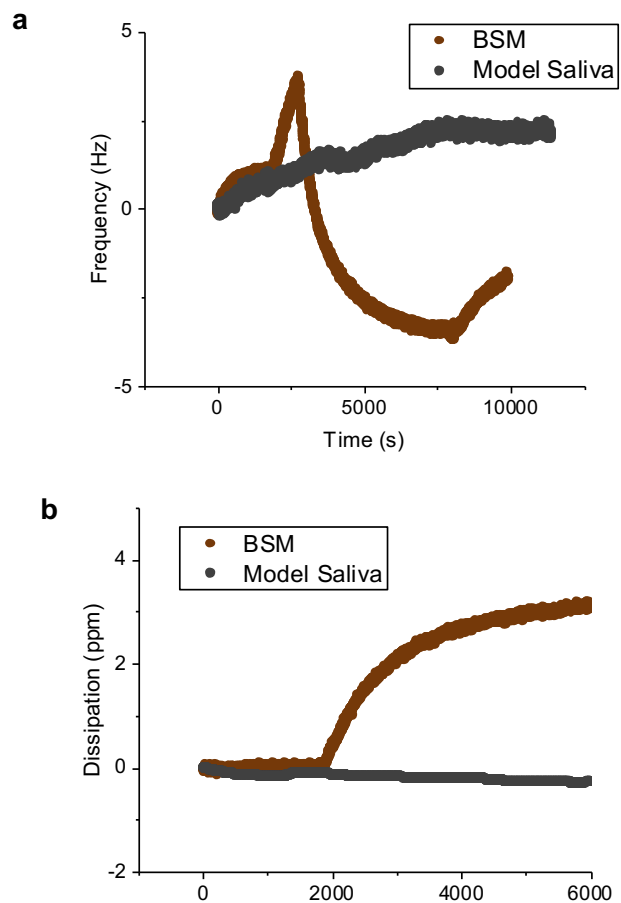 a
BSM
Model Saliva
5
0
-5
Frequency (Hz)
0
5000
10000
Time (s)
b
BSM
Model Saliva
4
2
0
-2
Dissipation (ppm)
0
2000
4000
6000